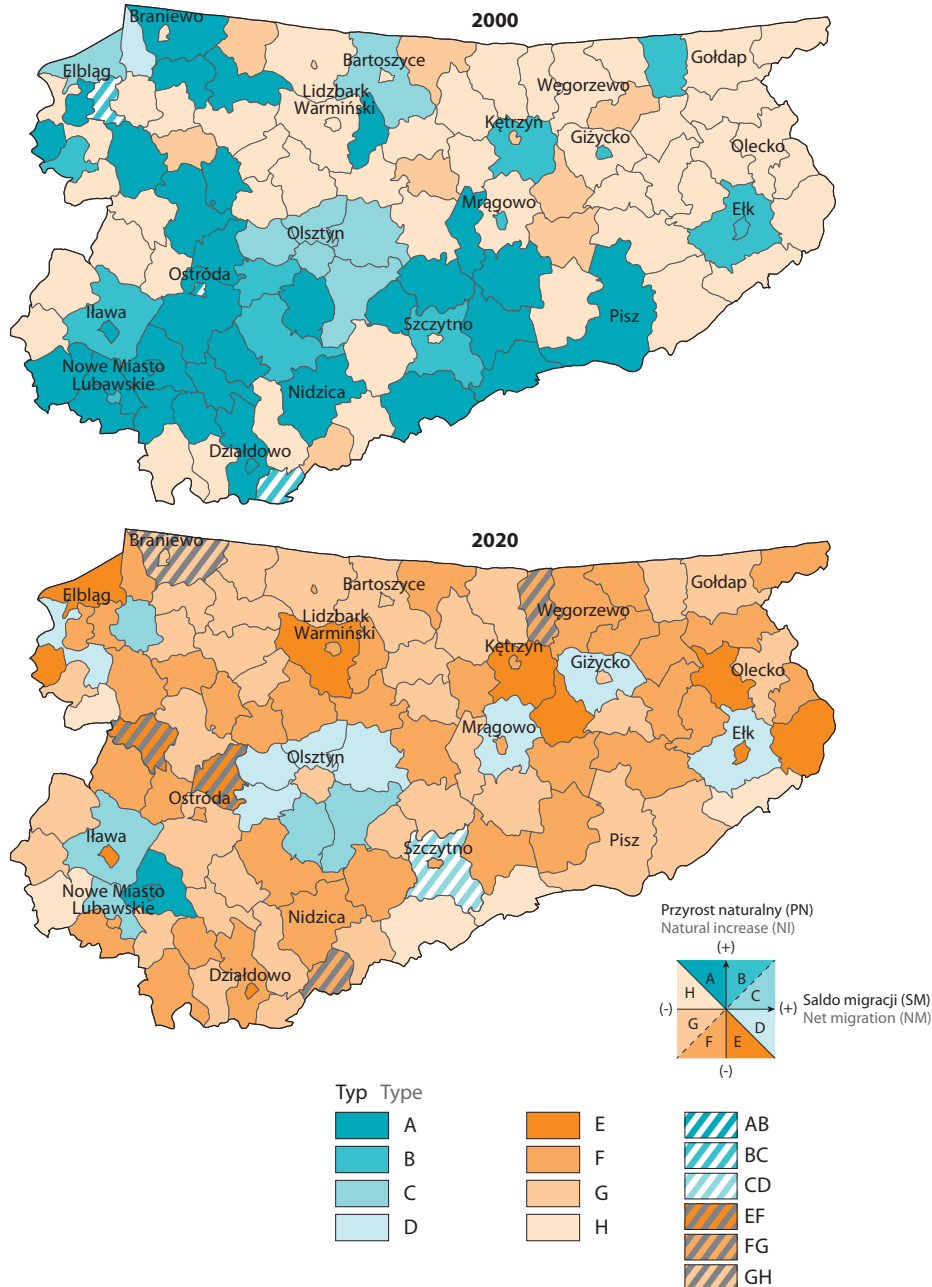 2000
Braniewo
Elbląg
Bartoszyce
Lidzbark
Warmiński
Węgorzewo
Gołdap
Kętrzyn
Giżycko
Olecko
Mrągowo
Ełk
Olsztyn
Ostróda
Iława
Szczytno
Pisz
Nowe Miasto
Lubawskie
Nidzica
Działdowo
2020
Braniewo
Elbląg
Bartoszyce
Lidzbark
Warmiński
Węgorzewo
Gołdap
Kętrzyn
Giżycko
Olecko
Mrągowo
Ełk
Olsztyn
Ostróda
Iława
Szczytno
Pisz
Nowe Miasto
Lubawskie
Nidzica
Działdowo
Przyrost naturalny (PN)
Natural increase (NI)
(+)
A B
H C
(-) (+)
G D
F E
(-)
Saldo migracji (SM)
Net migration (NM)
Typ Type
A
B
C
D
E
F
G
H
AB
BC
CD
EF
FG
GH